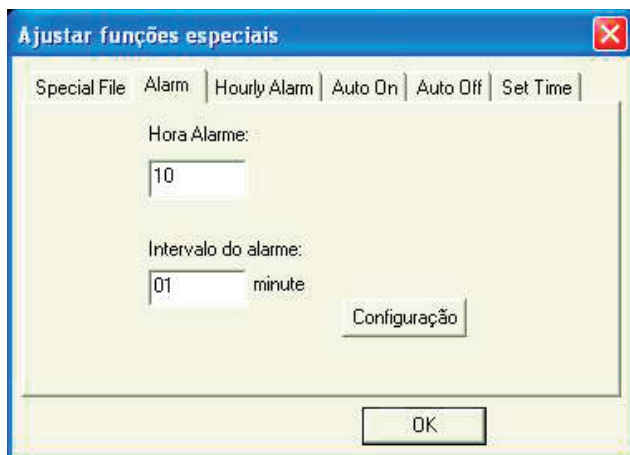 Ajustar funções especiais
Special File Alarm Hourly Alarm Auto On Auto Off Set Time
Hora Alarme:
10
Intervalo do alarme:
01 minute
Configuração
OK